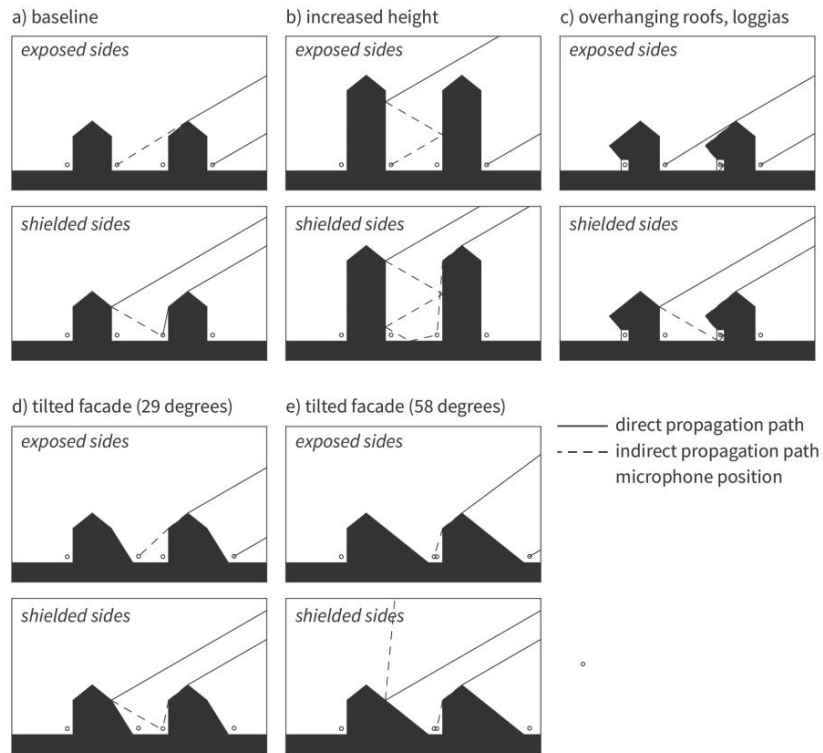 a) baseline
b) increased height
c) overhanging roofs, loggias
exposed sides
exposed sides
exposed sides
shielded sides
shielded sides
shielded sides
d) tilted facade (29 degrees)
e) tilted facade (58 degrees)
exposed sides
exposed sides
direct propagation path
indirect propagation path
microphone position
shielded sides
shielded sides